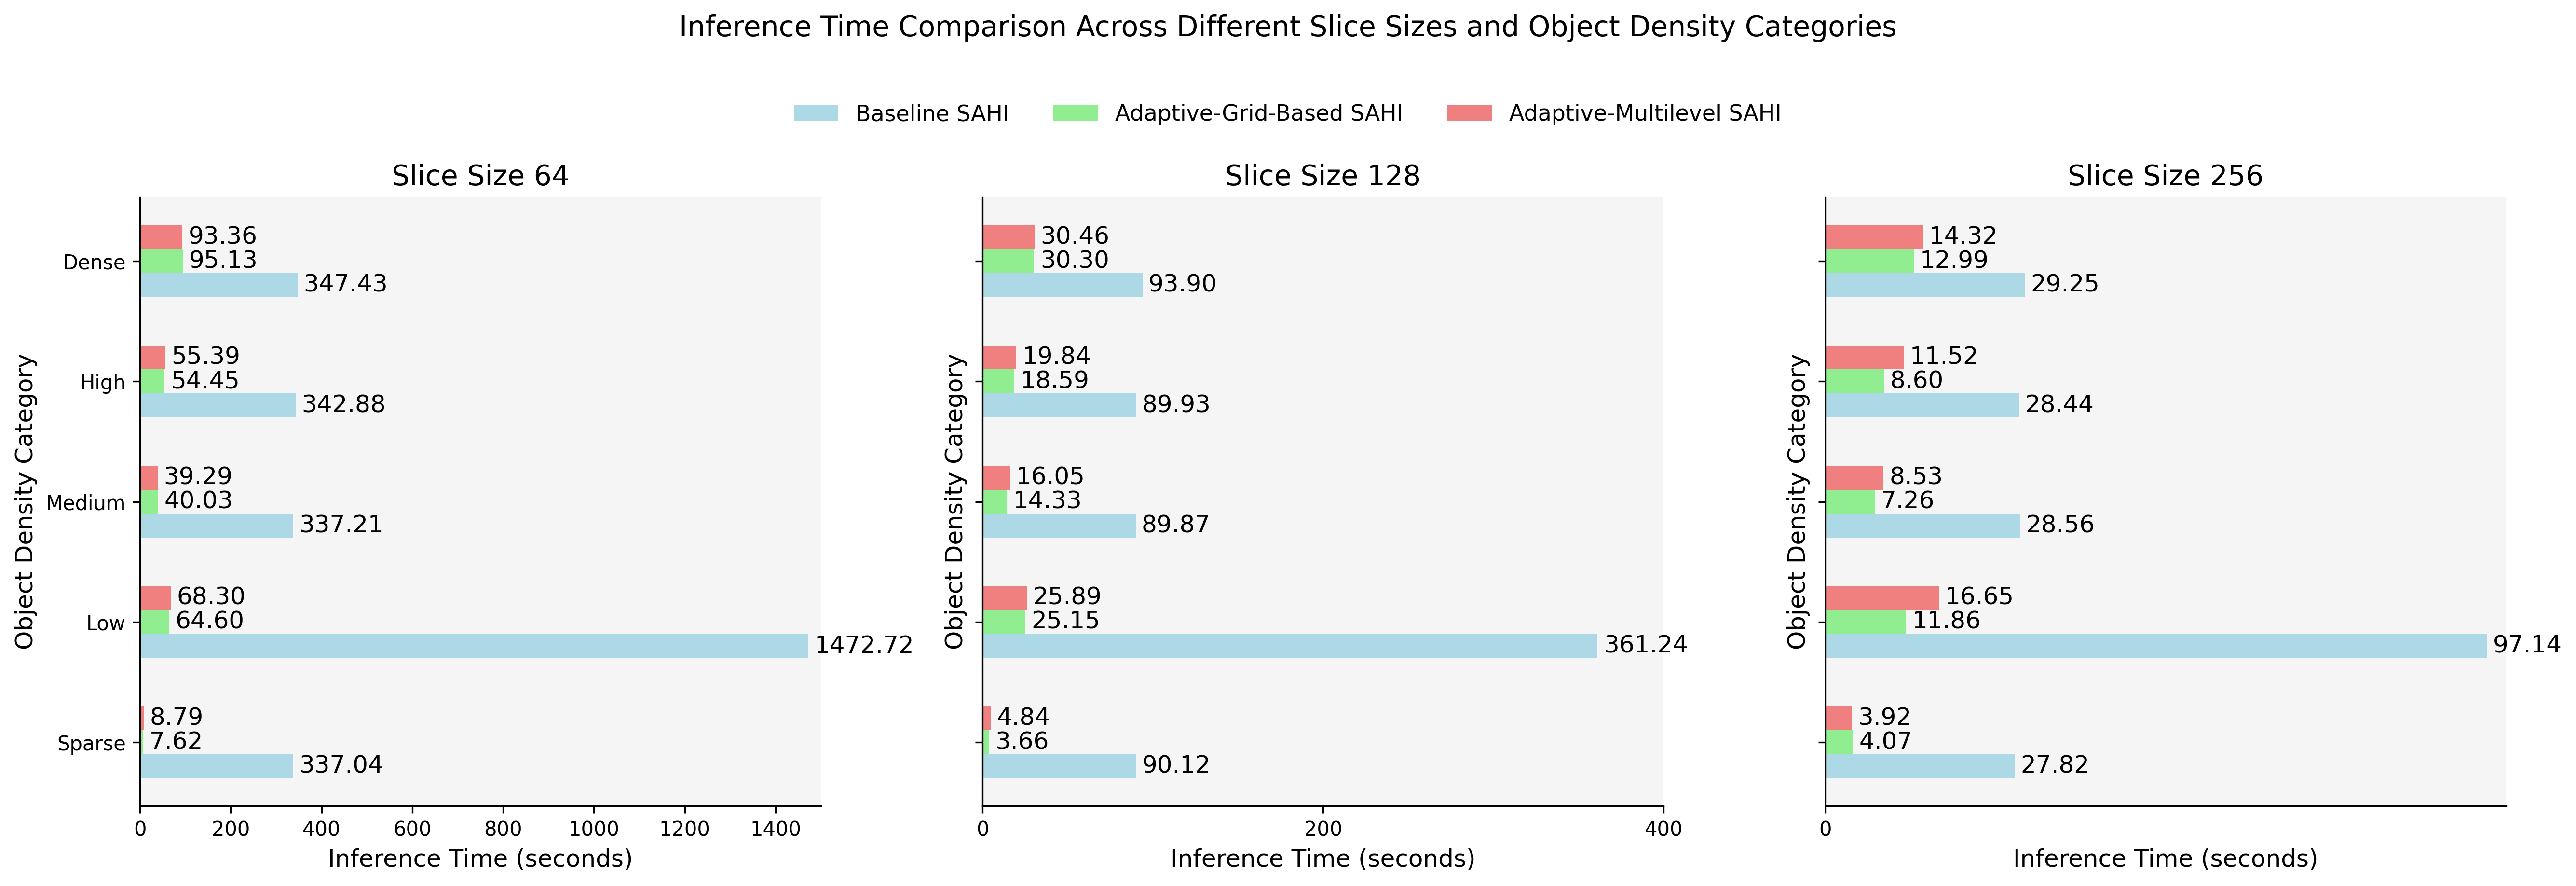 Inference Time Comparison Across Different Slice Sizes and Object Density Categories
Baseline SAHI
Adaptive-Grid-Based SAHI
Adaptive-Multilevel SAHI
Slice Size 64
Object Density Category
Dense
93.36
95.13
347.43
High
55.39
54.45
342.88
Medium
39.29
40.03
337.21
Low
68.30
64.60
1472.72
Sparse
8.79
7.62
337.04
0 200 400 600 800 1000 1200 1400
Inference Time (seconds)
Slice Size 128
Object Density Category
30.46
30.30
93.90
19.84
18.59
89.93
16.05
14.33
89.87
25.89
25.15
361.24
4.84
3.66
90.12
0 200 400
Inference Time (seconds)
Slice Size 256
Object Density Category
14.32
12.99
29.25
11.52
8.60
28.44
8.53
7.26
28.56
16.65
11.86
97.14
3.92
4.07
27.82
0
Inference Time (seconds)